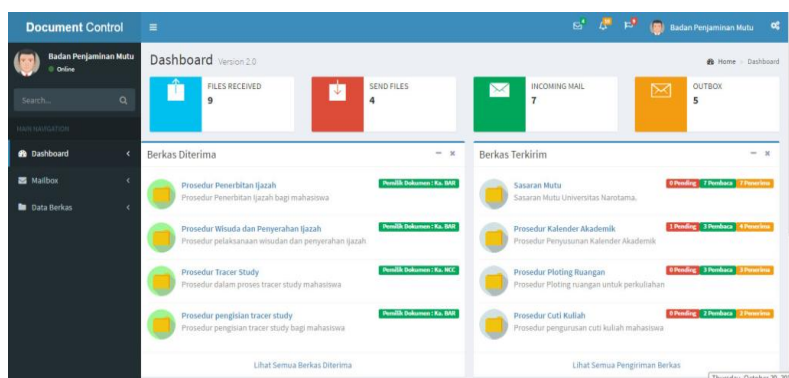 Document Control
Badan Penjaminan Mutu
Badan Penjaminan Mutu
Online
Search...
MAIN NAVIGATION
Dashboard
Mailbox
Data Berkas
Dashboard Version 2.0
Home > Dashboard
FILES RECEIVED
9
SEND FILES
4
INCOMING MAIL
7
OUTBOX
5
Berkas Diterima
Prosedur Penerbitan Ijazah
Pemilik Dokumen : Ka. BAR
Prosedur Penerbitan Ijazah bagi mahasiswa
Prosedur Wisuda dan Penyerahan Ijazah
Pemilik Dokumen : Ka. BAR
Prosedur pelaksanaan wisudan dan penyerahan ijazah
Prosedur Tracer Study
Pemilik Dokumen : Ka. NCC
Prosedur dalam proses tracer study mahasiswa
Prosedur pengisian tracer study
Pemilik Dokumen : Ka. BAR
Prosedur pengisian tracer study bagi mahasiswa
Lihat Semua Berkas Diterima
Berkas Terkirim
Sasaran Mutu
0 Pending 7 Pembaca 7 Penerima
Sasaran Mutu Universitas Narotama.
Prosedur Kalender Akademik
1 Pending 3 Pembaca 4 Penerima
Prosedur Penyusunan Kalender Akademik
Prosedur Ploting Ruangan
0 Pending 3 Pembaca 3 Penerima
Prosedur Ploting ruangan untuk perkuliahan
Prosedur Cuti Kuliah
0 Pending 2 Pembaca 2 Penerima
Prosedur pengurusan cuti kuliah mahasiswa
Lihat Semua Pengiriman Berkas